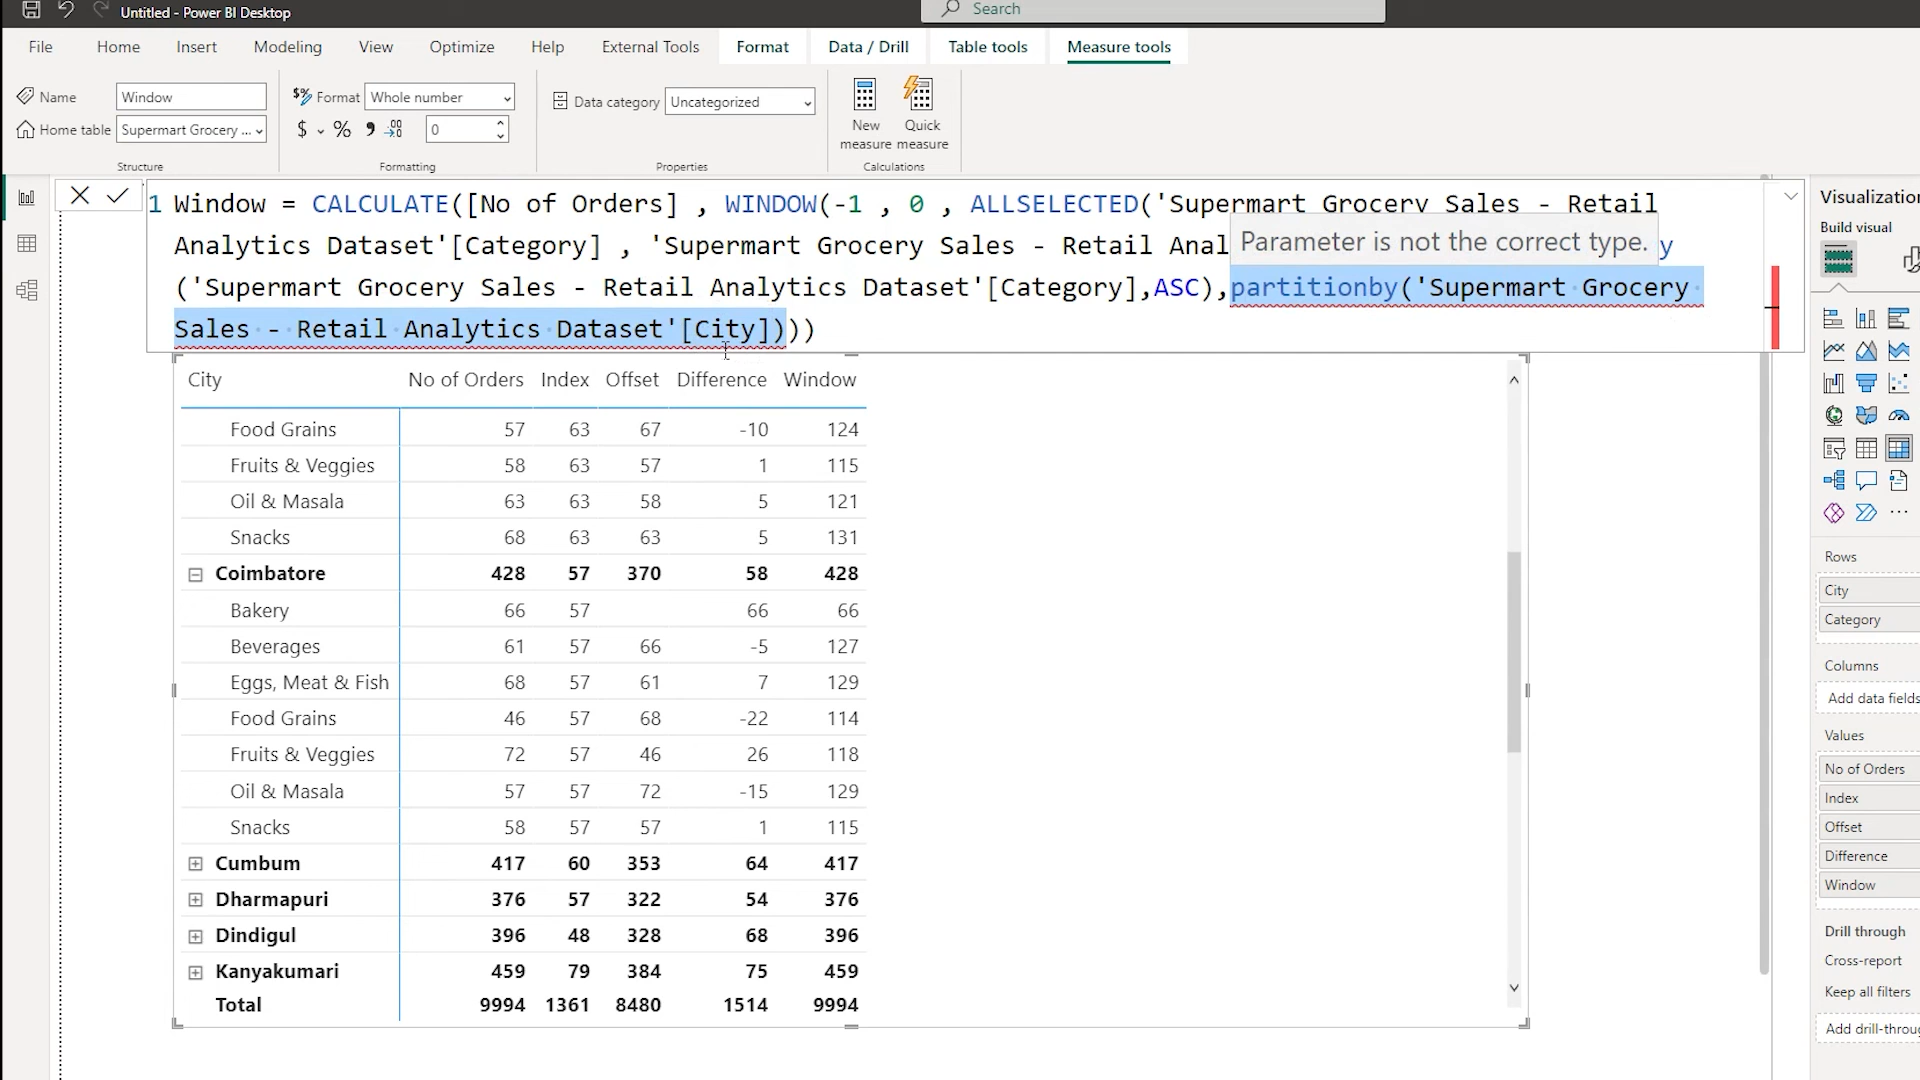 Untitled - Power BI Desktop
Search
File Home Insert Modeling View Optimize Help External Tools Format Data / Drill Table tools Measure tools
Name Window
Home table Supermart Grocery ...
Structure
$% Format Whole number
$ % 9 .00 0
Formatting
Data category Uncategorized
Properties
New measure
Quick measure
Calculations
1 Window = CALCULATE([No of Orders] , WINDOW(-1 , 0 , ALLSELECTED('Supermart Grocery Sales - Retail
Analytics Dataset'[Category] , 'Supermart Grocery Sales - Retail Anal
Parameter is not the correct type.
y
('Supermart Grocery Sales - Retail Analytics Dataset'[Category],ASC),partitionby('Supermart Grocery
Sales - Retail Analytics Dataset'[City])))
City No of Orders Index Offset Difference Window
Food Grains 57 63 67 -10 124
Fruits & Veggies 58 63 57 1 115
Oil & Masala 63 63 58 5 121
Snacks 68 63 63 5 131
Coimbatore 428 57 370 58 428
Bakery 66 57 66 66
Beverages 61 57 66 -5 127
Eggs, Meat & Fish 68 57 61 7 129
Food Grains 46 57 68 -22 114
Fruits & Veggies 72 57 46 26 118
Oil & Masala 57 57 72 -15 129
Snacks 58 57 57 1 115
Cumbum 417 60 353 64 417
Dharmapuri 376 57 322 54 376
Dindigul 396 48 328 68 396
Kanyakumari 459 79 384 75 459
Total 9994 1361 8480 1514 9994
Visualization
Build visual
Rows
City
Category
Columns
Add data fields
Values
No of Orders
Index
Offset
Difference
Window
Drill through
Cross-report
Keep all filters
Add drill-throug